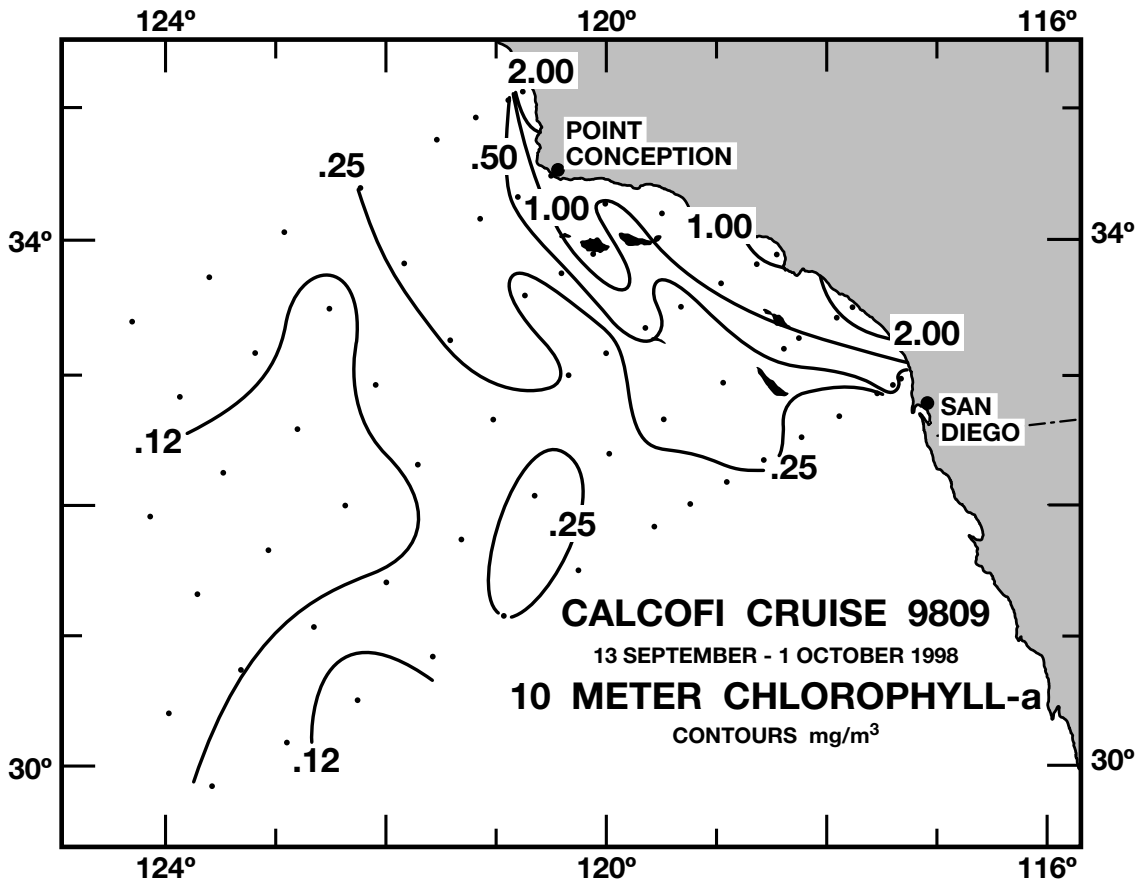 124º 120º 116º
2.00
POINT
CONCEPTION
.50
.25
1.00
1.00
34º 34º
2.00
SAN
DIEGO
.12
.25
.25
CALCOFI CRUISE 9809
13 SEPTEMBER - 1 OCTOBER 1998
10 METER CHLOROPHYLL-a
CONTOURS mg/m³
.12
30º 30º
124º 120º 116º